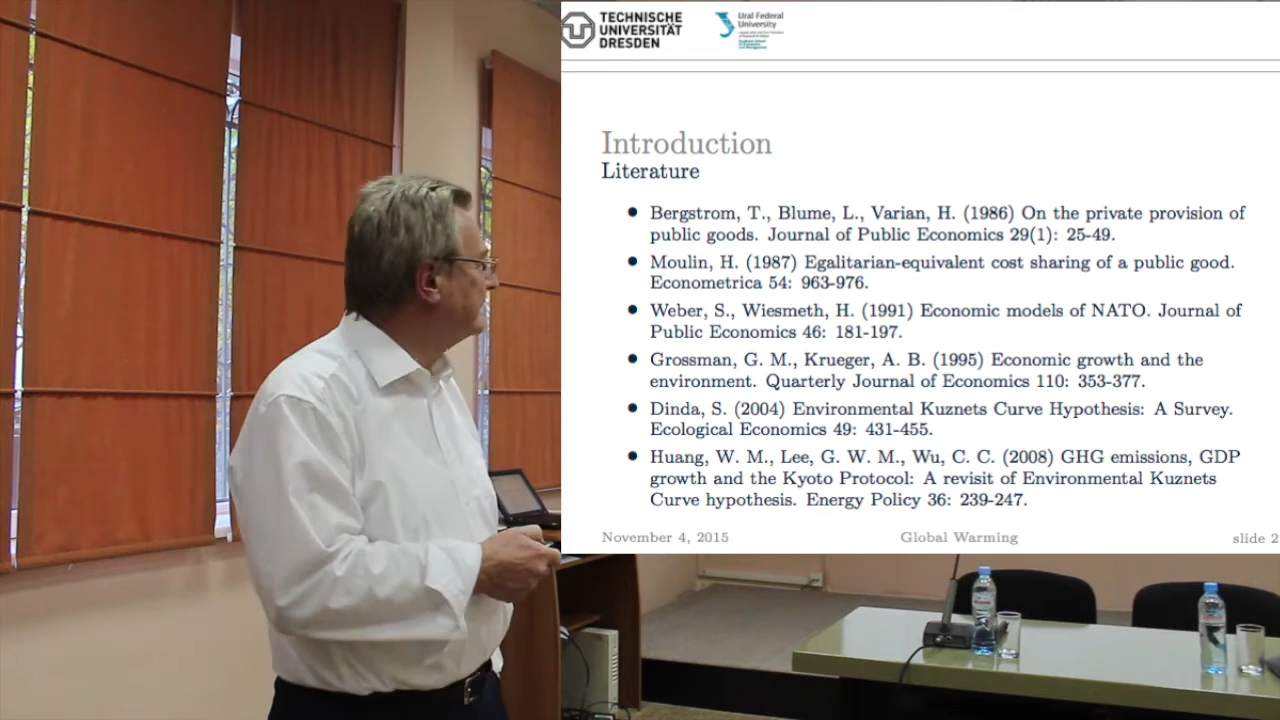 TECHNISCHE
UNIVERSITÄT
DRESDEN
Ural Federal
University
Introduction
Literature
Bergstrom, T., Blume, L., Varian, H. (1986) On the private provision of
public goods. Journal of Public Economics 29(1): 25-49.
Moulin, H. (1987) Egalitarian-equivalent cost sharing of a public good.
Econometrica 54: 963-976.
Weber, S., Wiesmeth, H. (1991) Economic models of NATO. Journal of
Public Economics 46: 181-197.
Grossman, G. M., Krueger, A. B. (1995) Economic growth and the
environment. Quarterly Journal of Economics 110: 353-377.
Dinda, S. (2004) Environmental Kuznets Curve Hypothesis: A Survey.
Ecological Economics 49: 431-455.
Huang, W. M., Lee, G. W. M., Wu, C. C. (2008) GHG emissions, GDP
growth and the Kyoto Protocol: A revisit of Environmental Kuznets
Curve hypothesis. Energy Policy 36: 239-247.
November 4, 2015 Global Warming slide 2